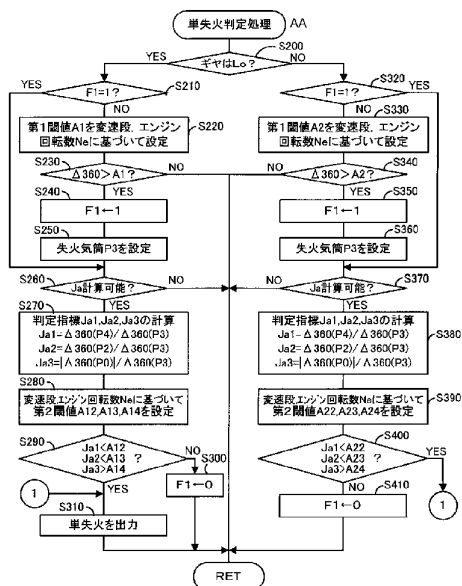 単失火判定処理 AA
S200
YES ギヤはLo? NO
S210
YES F1=1?
NO
S220
第1閾値A1を変速段, エンジン
回転数Neに基づいて設定
S230
Δ360>A1? NO
YES
S240
F1←1
S250
失火気筒P3を設定
S260
Ja計算可能? NO
YES
S270
判定指標Ja1,Ja2,Ja3の計算
Ja1=Δ360(P4)/Δ360(P3)
Ja2=Δ360(P2)/Δ360(P3)
Ja3=|Δ360(P0)|/Δ360(P3)
S280
変速段エンジン回転数Neに基づいて
第2閾値A12,A13,A14を設定
S290
Ja1<A12
Ja2<A13 ?
Ja3>A14
NO
S300
F1←0
YES
1
S310
単失火を出力
S320
F1=1? YES
NO
S330
第1閾値A2を変速段, エンジン
回転数Neに基づいて設定
S340
NO Δ360>A2?
YES
S350
F1←1
S360
失火気筒P3を設定
S370
NO Ja計算可能?
YES
S380
判定指標Ja1,Ja2,Ja3の計算
Ja1=Δ360(P4)/Δ360(P3)
Ja2=Δ360(P2)/Δ360(P3)
Ja3=|Δ360(P0)|/Δ360(P3)
S390
変速段エンジン回転数Neに基づいて
第2閾値A22,A23,A24を設定
S400
Ja1<A22
Ja2<A23 ?
Ja3>A24
YES
1
NO
S410
F1←0
RET